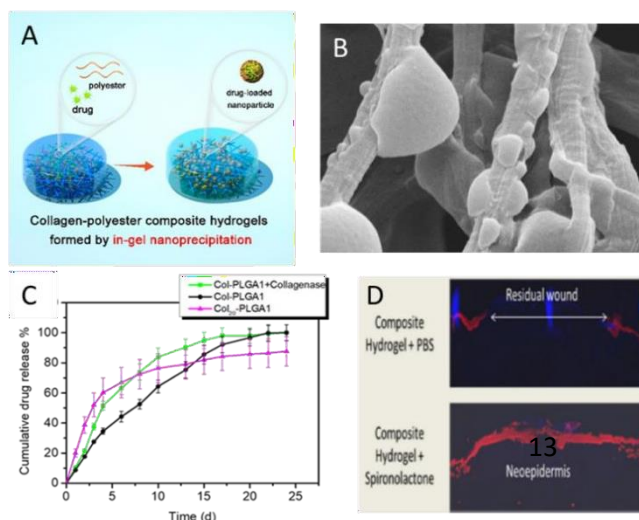 A
polyester
drug
drug-loaded
nanoparticle
Collagen-polyester composite hydrogels
formed by in-gel nanoprecipitation
B
C
Col-PLGA1+Collagenase
Col-PLGA1
Col20-PLGA1
Cumulative drug release %
120
100
80
60
40
20
0
0 5 10 15 20 25
Time (d)
D
Composite
Hydrogel + PBS
Residual wound
Composite
Hydrogel +
Spironolactone
13
Neoepidermis